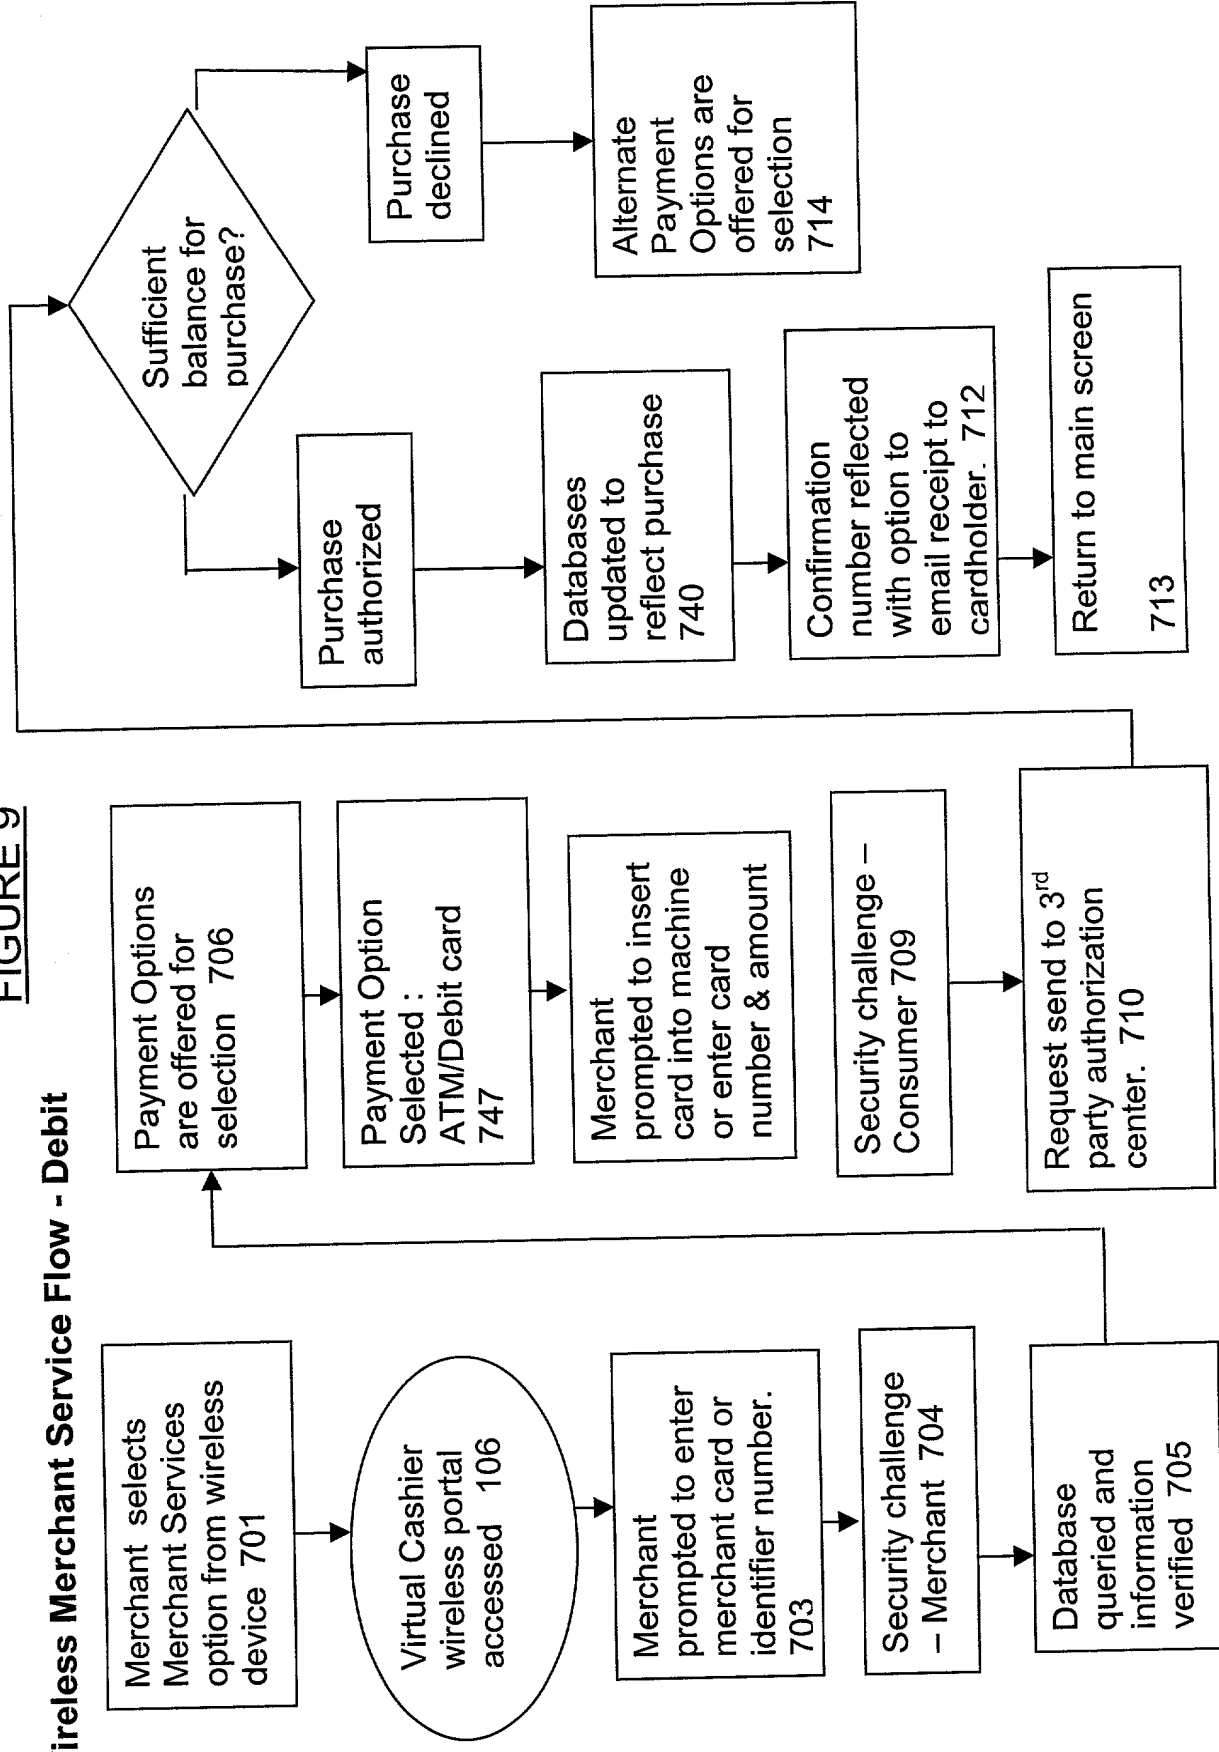 FIGURE 9
ireless Merchant Service Flow - Debit
Merchant selects
Merchant Services
option from wireless
device 701
Virtual Cashier
wireless portal
accessed 106
Merchant
prompted to enter
merchant card or
identifier number.
703
Security challenge
– Merchant 704
Database
queried and
information
verified 705
Payment Options
are offered for
selection 706
Payment Option
Selected :
ATM/Debit card
747
Merchant
prompted to insert
card into machine
or enter card
number & amount
Security challenge –
Consumer 709
Request send to 3rd
party authorization
center. 710
Sufficient
balance for
purchase?
Purchase
authorized
Databases
updated to
reflect purchase
740
Confirmation
number reflected
with option to
email receipt to
cardholder. 712
Return to main screen
713
Purchase
declined
Alternate
Payment
Options are
offered for
selection
714